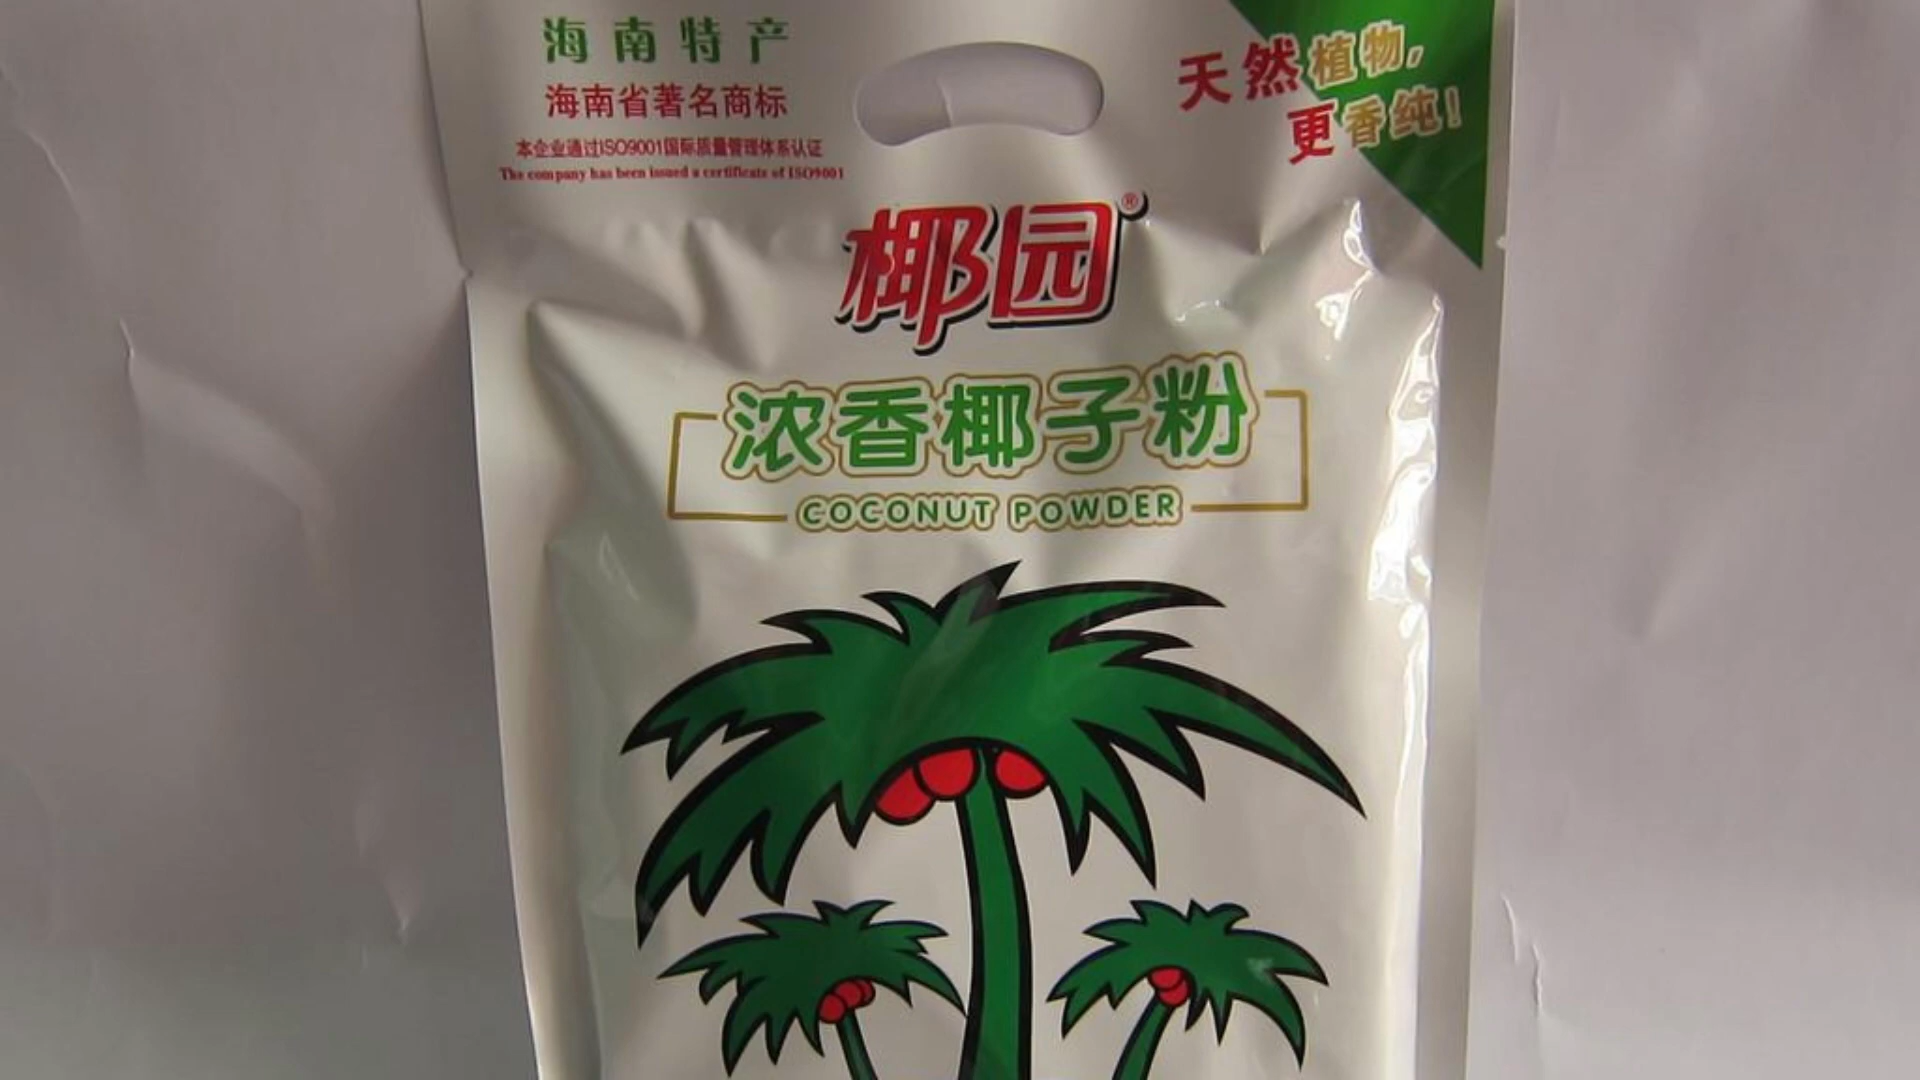 海南特产
海南省著名商标
本企业通过ISO9001国际质量管理体系认证
The company has been issued a certificate of ISO9001
天然植物,
更香纯!
椰园®
浓香椰子粉
COCONUT POWDER